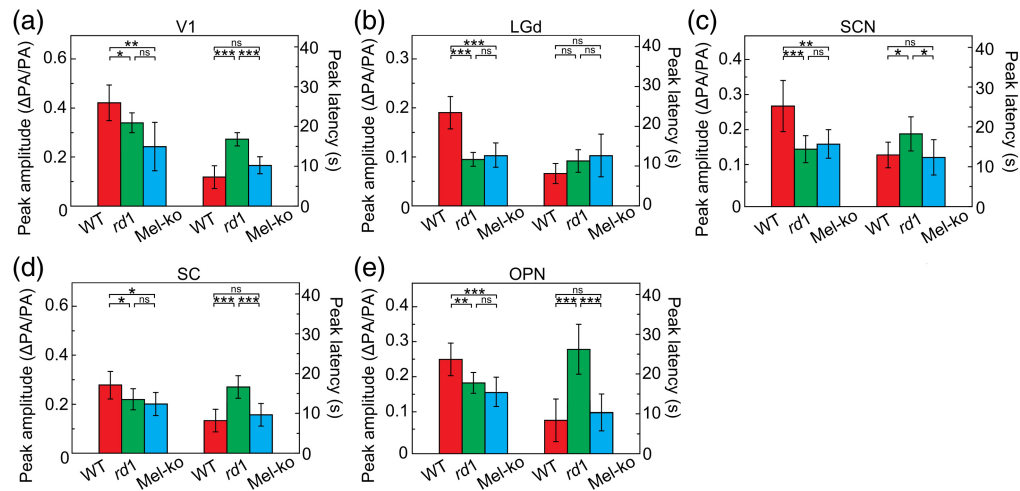 (a)
V1
Peak amplitude (ΔPA/PA)
0.6
0.4
0.2
0
**
*
ns
ns
***
***
40
30
20
10
0
Peak latency (s)
WT
rd1
Mel-ko
WT
rd1
Mel-ko
(b)
LGd
Peak amplitude (ΔPA/PA)
0.3
0.2
0.1
0
***
***
ns
ns
ns
ns
40
30
20
10
0
Peak latency (s)
WT
rd1
Mel-ko
WT
rd1
Mel-ko
(c)
SCN
Peak amplitude (ΔPA/PA)
0.4
0.3
0.2
0.1
0
**
***
ns
ns
*
*
40
30
20
10
0
Peak latency (s)
WT
rd1
Mel-ko
WT
rd1
Mel-ko
(d)
SC
Peak amplitude (ΔPA/PA)
0.6
0.4
0.2
0
*
*
ns
ns
***
***
40
30
20
10
0
Peak latency (s)
WT
rd1
Mel-ko
WT
rd1
Mel-ko
(e)
OPN
Peak amplitude (ΔPA/PA)
0.4
0.3
0.2
0.1
0
***
**
ns
ns
***
***
40
30
20
10
0
Peak latency (s)
WT
rd1
Mel-ko
WT
rd1
Mel-ko